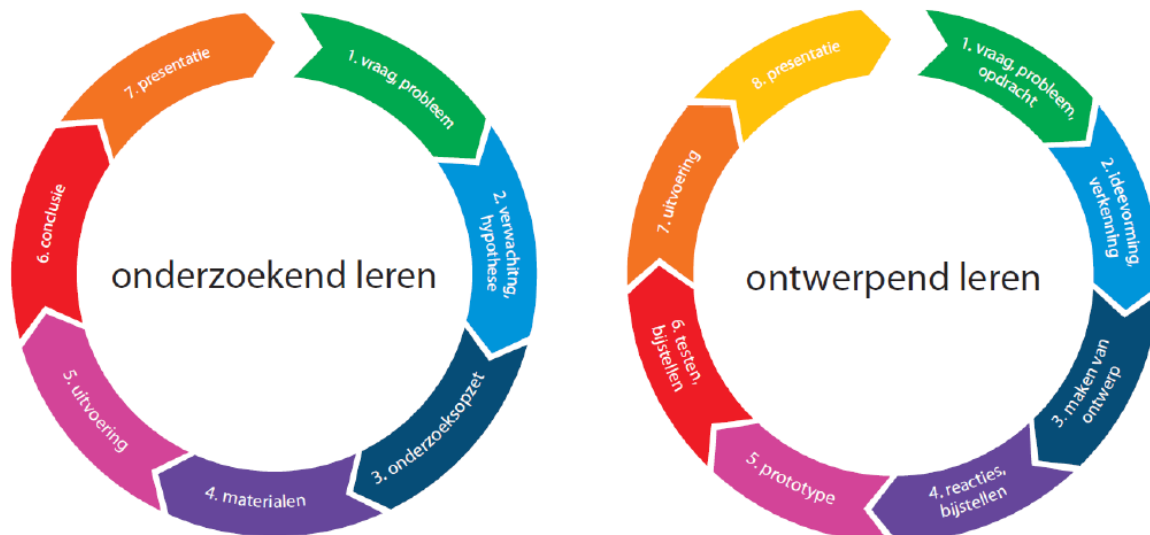 1. vraag, probleem
2. verwachitng,
hypothese
3. onderzoeksopzet
4. materialen
5. uitvoering
6. conclusie
7. presentatie
onderzoekend leren
1. vraag, probleem,
opdracht
2. ideevorming,
verkenning
3. maken van
ontwerp
4. reacties,
bijstellen
5. prototype
6. testen,
bijstellen
7. uitvoering
8. presentatie
ontwerpend leren